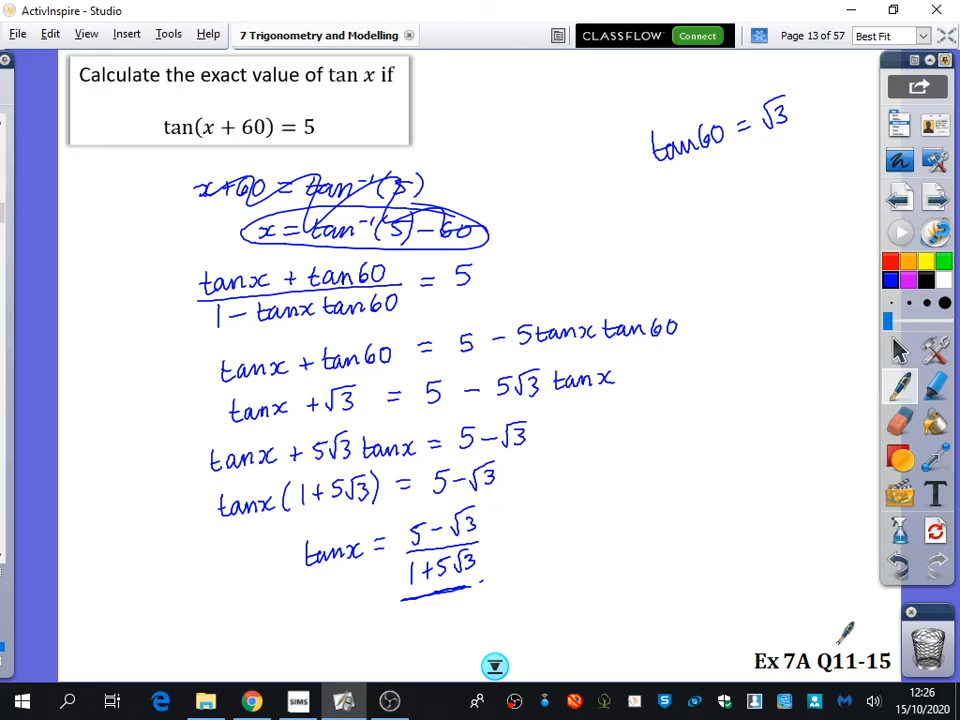 ActivInspire - Studio
File Edit View Insert Tools Help
7 Trigonometry and Modelling
CLASSFLOW Connect
Page 13 of 57
Best Fit
Calculate the exact value of tan x if
tan(x + 60) = 5
tan60 = √3
x+60 = tan⁻¹(5)
x = tan⁻¹(5) - 60
tanx + tan60 / 1 - tanx tan60 = 5
tanx + tan60 = 5 - 5tanx tan60
tanx + √3 = 5 - 5√3 tanx
tanx + 5√3 tanx = 5 - √3
tanx (1 + 5√3) = 5 - √3
tanx = 5 - √3 / 1 + 5√3
Ex 7A Q11-15
SIMS
12:26
15/10/2020